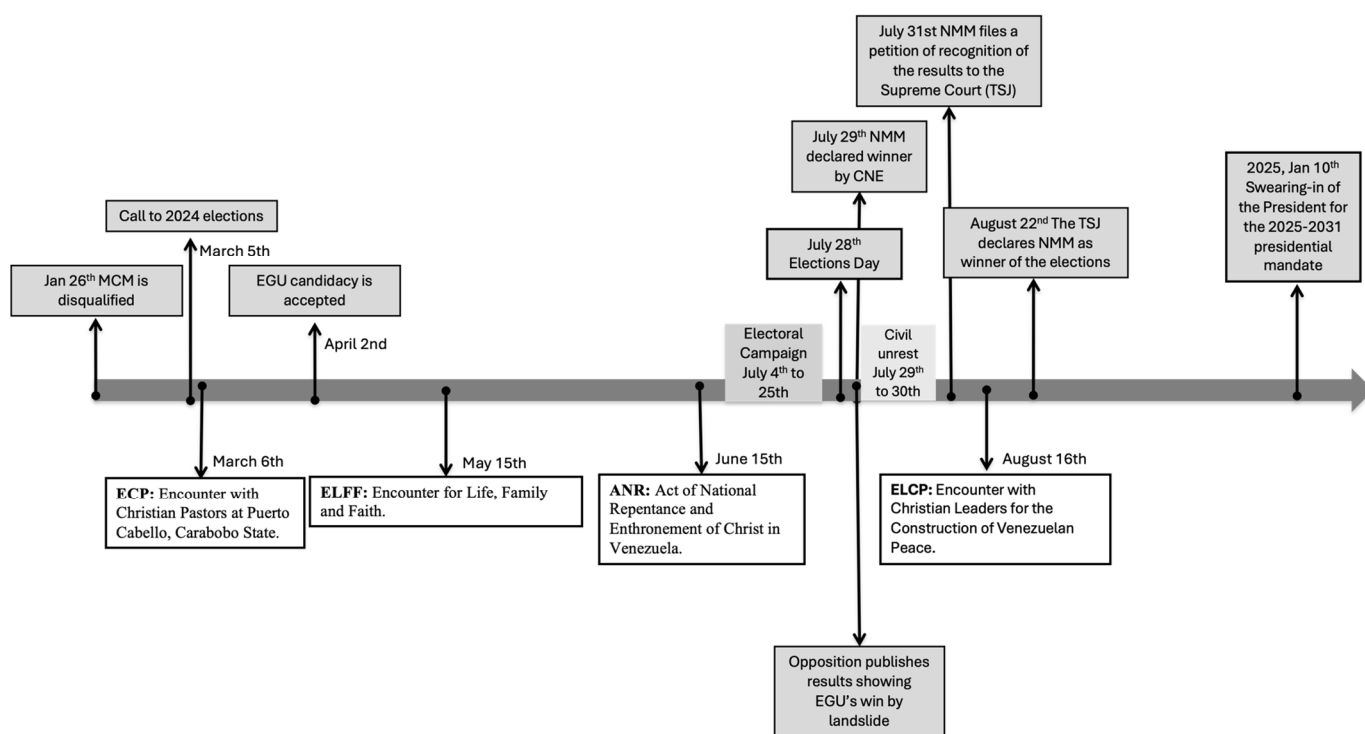 July 31st NMM files a
petition of recognition of
the results to the
Supreme Court (TSJ)
July 29th NMM
declared winner
by CNE
2025, Jan 10th
Swearing-in of
the President for
the 2025-2031
presidential
mandate
Call to 2024 elections
March 5th
August 22nd The TSJ
declares NMM as
winner of the elections
July 28th
Elections Day
Jan 26th MCM is
disqualified
EGU candidacy is
accepted
April 2nd
Electoral
Campaign
July 4th to
25th
Civil
unrest
July 29th
to 30th
March 6th
ECP: Encounter with
Christian Pastors at Puerto
Cabello, Carabobo State.
May 15th
ELFF: Encounter for Life, Family
and Faith.
June 15th
ANR: Act of National
Repentance and
Enthronement of Christ in
Venezuela.
August 16th
ELCP: Encounter with
Christian Leaders for the
Construction of Venezuelan
Peace.
Opposition publishes
results showing
EGU's win by
landslide